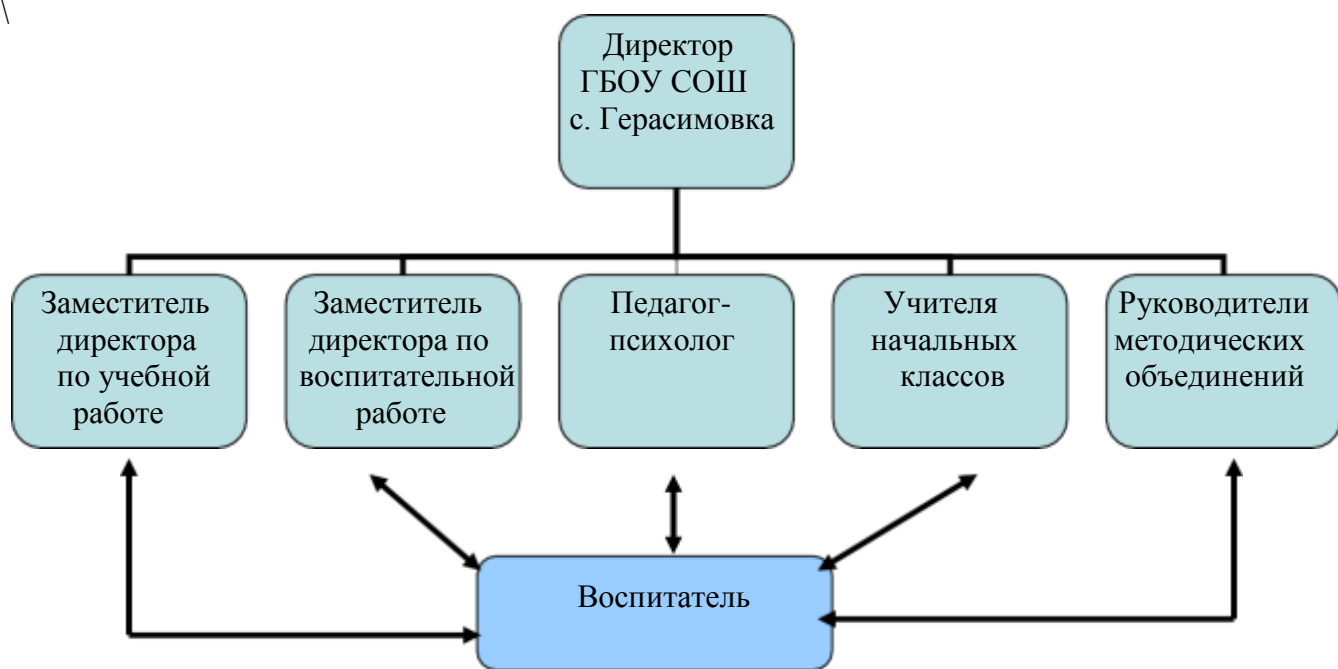 \
Директор
ГБОУ СОШ
с. Герасимовка
Заместитель
директора
по учебной
работе
Заместитель
директора по
воспитательной
работе
Педагог-
психолог
Учителя
начальных
классов
Руководители
методических
объединений
Воспитатель